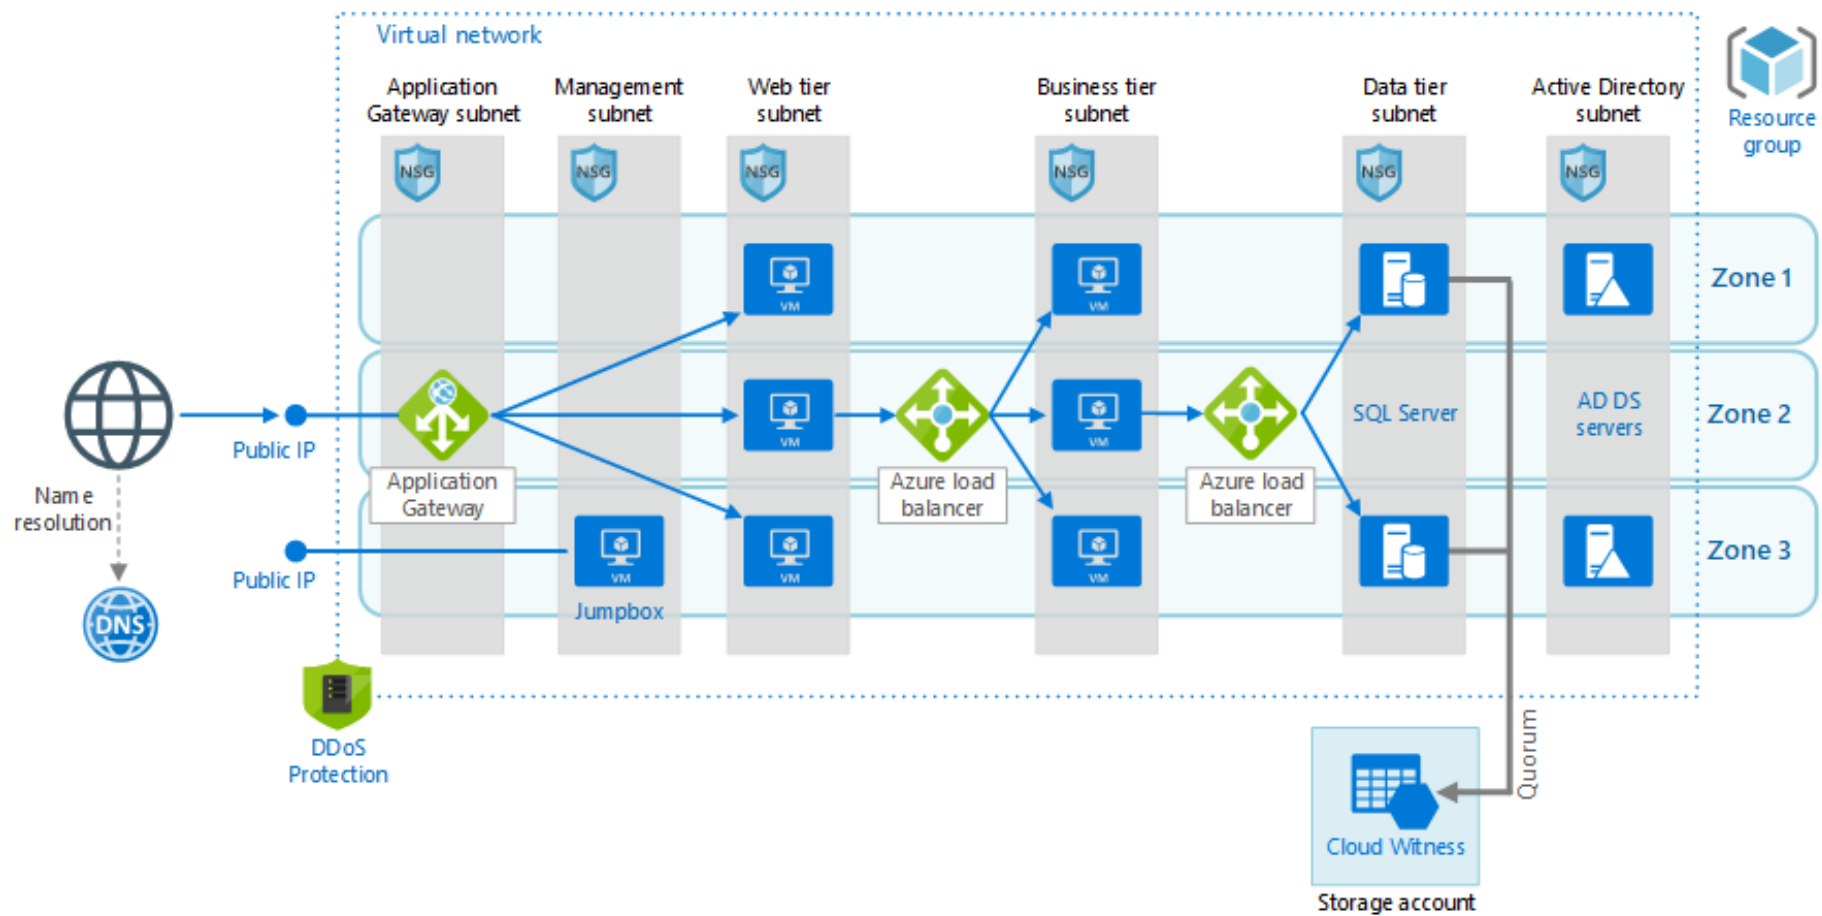 Virtual network
Resource
group
Application
Gateway subnet
Management
subnet
Web tier
subnet
Business tier
subnet
Data tier
subnet
Active Directory
subnet
NSG
NSG
NSG
NSG
NSG
NSG
VM
VM
Zone 1
Public IP
Application
Gateway
VM
Azure load
balancer
VM
Azure load
balancer
SQL Server
AD DS
servers
Zone 2
Name
resolution
DNS
Public IP
VM
Jumpbox
VM
VM
Zone 3
DDoS
Protection
Quorum
Cloud Witness
Storage account